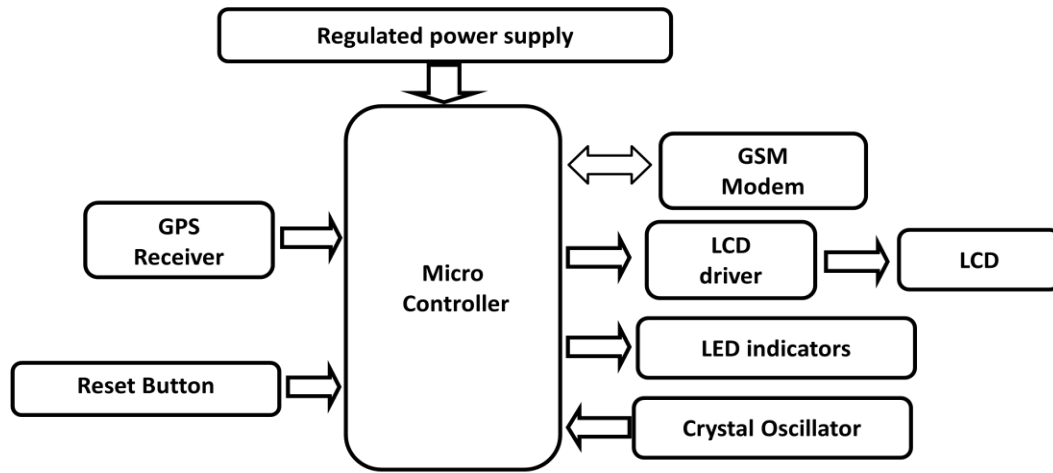 Regulated power supply
GSM
Modem
GPS
Receiver
LCD
driver
LCD
Micro
Controller
LED indicators
Reset Button
Crystal Oscillator